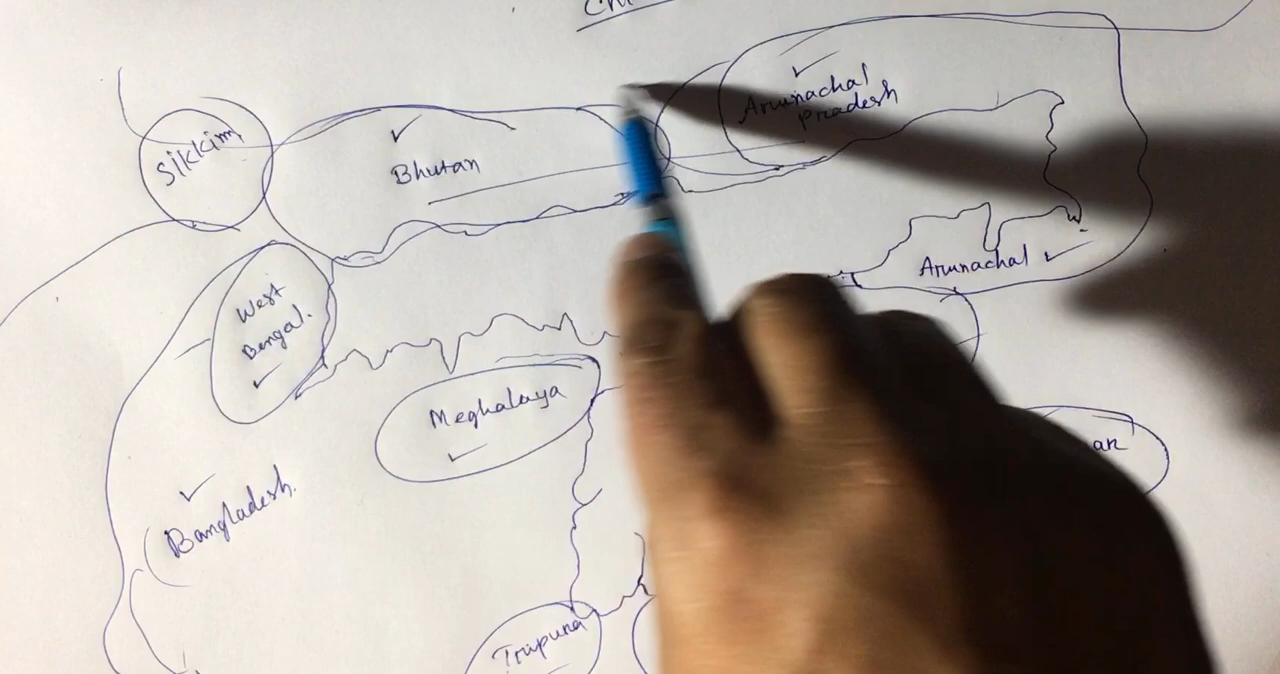 Sikkim
Bhutan
Arunachal
Pradesh
West
Bengal.
Arunachal
Meghalaya
Bangladesh.
Tripura